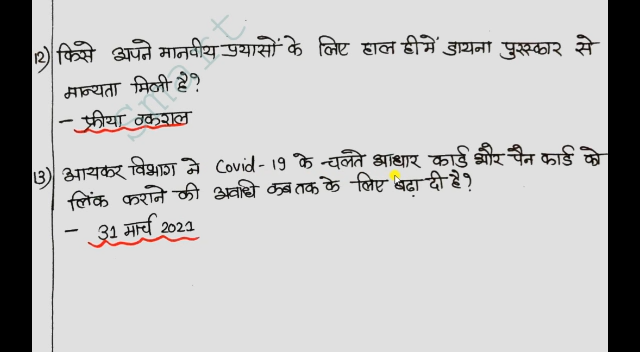 12) किसे अपने मानवीय प्रयासों के लिए हाल ही में डायना पुरस्कार से
मान्यता मिली है?
- फ्रीया ठकराल
13) आयकर विभाग ने Covid-19 के चलते आधार कार्ड और पैन कार्ड को
लिंक कराने की अवधि कब तक के लिए बढ़ा दी है?
- 31 मार्च 2021
Smart